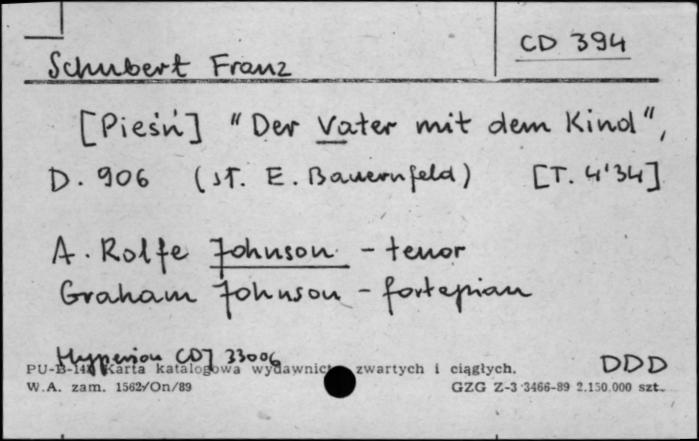 CD 394
Schubert Franz
[Pieśń] "Der Vater mit dem Kind",
D. 906 (sł. E. Bauernfeld) [T. 4'34]
A. Rolfe Johnson - tenor
Graham Johnson - fortepian
Hyperion CDJ 33006 DDD
PU-B-148 Karta katalogowa wydawnictw zwartych i ciągłych.
W.A. zam. 1562/On/89 GZG Z-3 3466-89 2.150.000 szt.